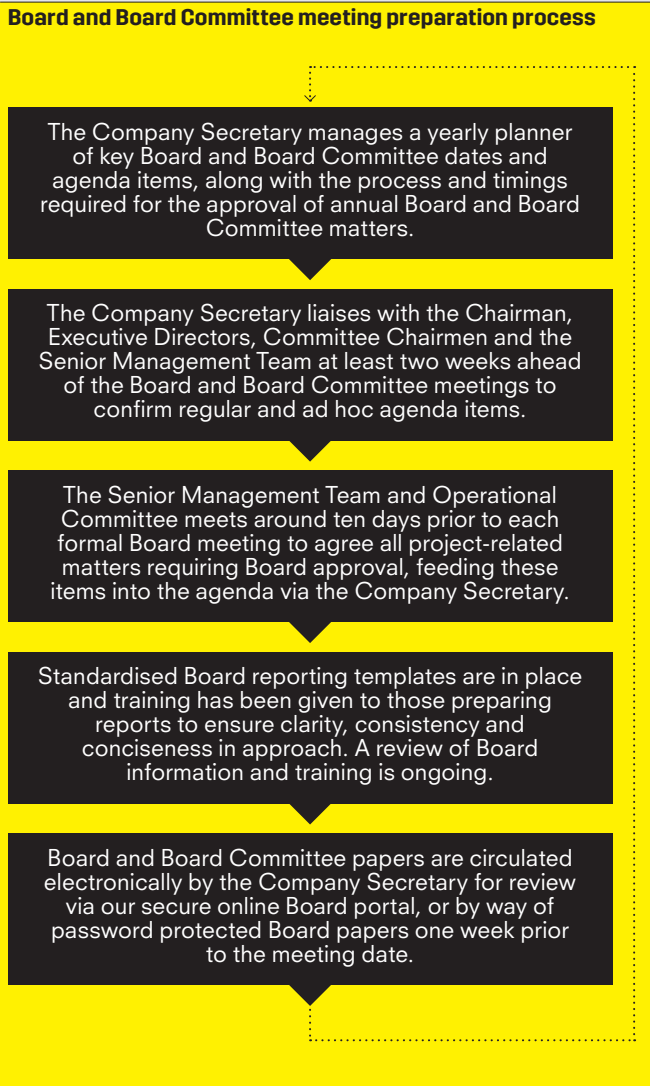 Board and Board Committee meeting preparation process
The Company Secretary manages a yearly planner
of key Board and Board Committee dates and
agenda items, along with the process and timings
required for the approval of annual Board and Board
Committee matters.
The Company Secretary liaises with the Chairman,
Executive Directors, Committee Chairmen and the
Senior Management Team at least two weeks ahead
of the Board and Board Committee meetings to
confirm regular and ad hoc agenda items.
The Senior Management Team and Operational
Committee meets around ten days prior to each
formal Board meeting to agree all project-related
matters requiring Board approval, feeding these
items into the agenda via the Company Secretary.
Standardised Board reporting templates are in place
and training has been given to those preparing
reports to ensure clarity, consistency and
conciseness in approach. A review of Board
information and training is ongoing.
Board and Board Committee papers are circulated
electronically by the Company Secretary for review
via our secure online Board portal, or by way of
password protected Board papers one week prior
to the meeting date.